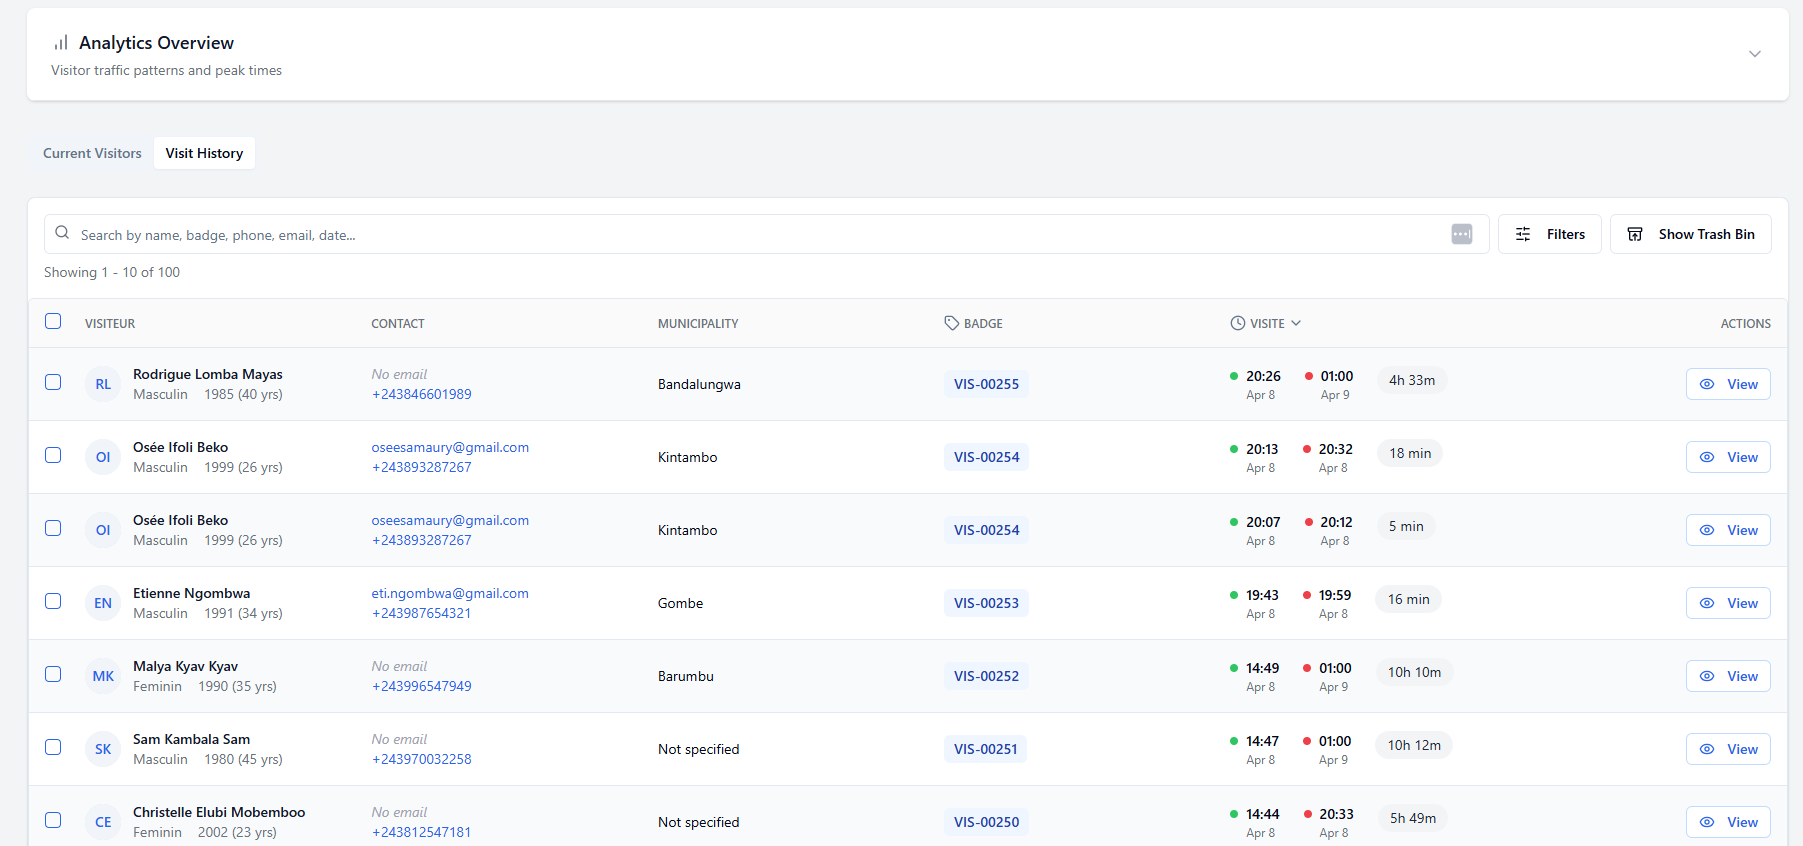 Analytics Overview
Visitor traffic patterns and peak times
Current Visitors Visit History
Search by name, badge, phone, email, date... Filters Show Trash Bin
Showing 1 - 10 of 100
VISITEUR CONTACT MUNICIPALITY BADGE VISITE ACTIONS
RL Rodrigue Lomba Mayas No email Bandalungwa VIS-00255 20:26 01:00 4h 33m View
Masculin 1985 (40 yrs) +243846601989 Apr 8 Apr 9
OI Osée Ifoli Beko oseesamaury@gmail.com Kintambo VIS-00254 20:13 20:32 18 min View
Masculin 1999 (26 yrs) +243893287267 Apr 8 Apr 8
OI Osée Ifoli Beko oseesamaury@gmail.com Kintambo VIS-00254 20:07 20:12 5 min View
Masculin 1999 (26 yrs) +243893287267 Apr 8 Apr 8
EN Etienne Ngombwa eti.ngombwa@gmail.com Gombe VIS-00253 19:43 19:59 16 min View
Masculin 1991 (34 yrs) +243987654321 Apr 8 Apr 8
MK Malya Kyav Kyav No email Barumbu VIS-00252 14:49 01:00 10h 10m View
Feminin 1990 (35 yrs) +243996547949 Apr 8 Apr 9
SK Sam Kambala Sam No email Not specified VIS-00251 14:47 01:00 10h 12m View
Masculin 1980 (45 yrs) +243970032258 Apr 8 Apr 9
CE Christelle Elubi Mobemboo No email Not specified VIS-00250 14:44 20:33 5h 49m View
Feminin 2002 (23 yrs) +243812547181 Apr 8 Apr 8